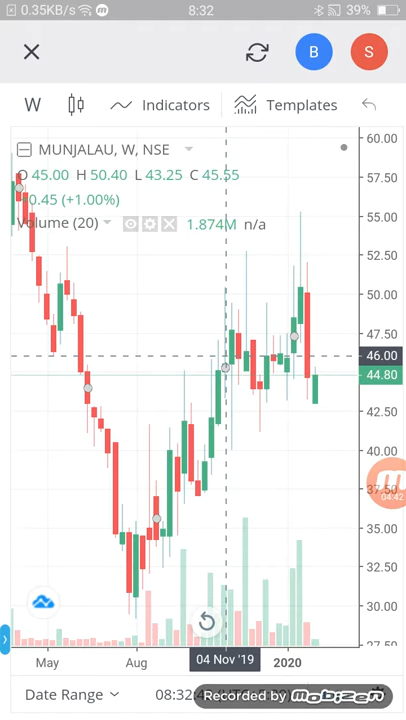 0.35KB/s 8:32 39%
B S
W Indicators Templates
MUNJALAU, W, NSE
O 45.00 H 50.40 L 43.25 C 45.55
0.45 (+1.00%)
Volume (20) 1.874M n/a
60.00
57.50
55.00
52.50
50.00
47.50
46.00
44.80
42.50
40.00
37.50
04:42
35.00
32.50
30.00
27.50
May Aug 04 Nov '19 2020
Date Range 08:32:4
Recorded by mobizen